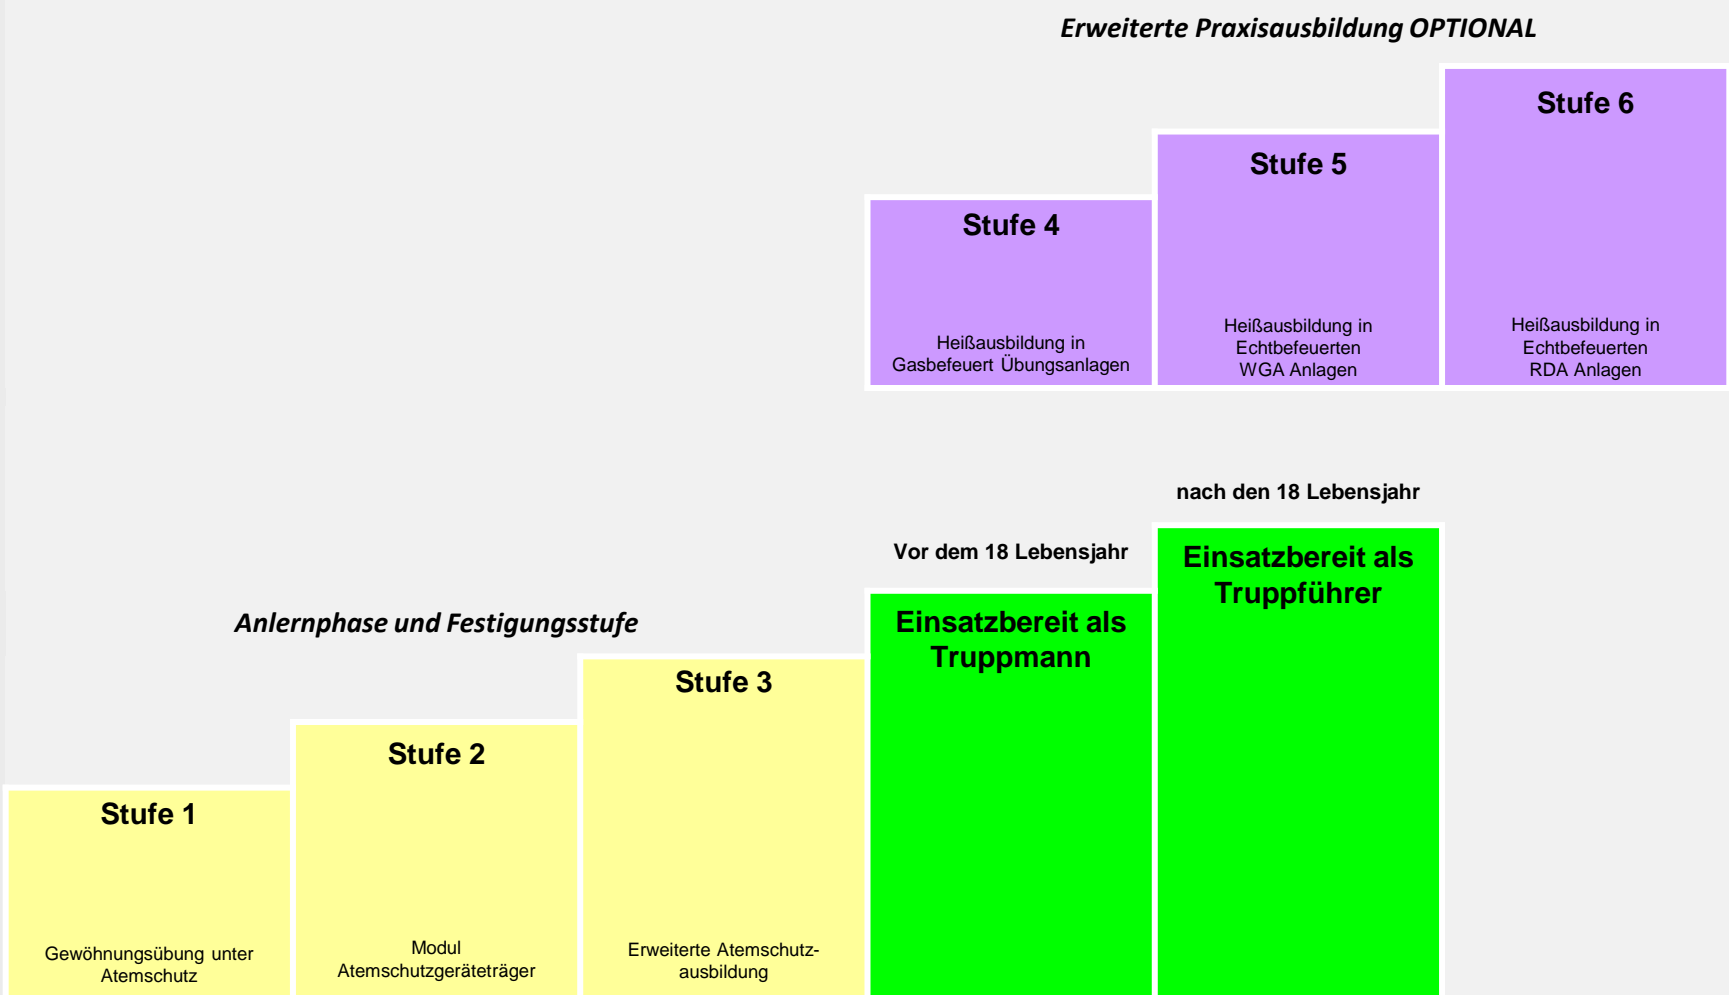 Erweiterte Praxisausbildung OPTIONAL
Stufe 6
Heißausbildung in
Echtbefeuerten
RDA Anlagen
Stufe 5
Heißausbildung in
Echtbefeuerten
WGA Anlagen
Stufe 4
Heißausbildung in
Gasbefeuert Übungsanlagen
nach den 18 Lebensjahr
Einsatzbereit als
Truppführer
Vor dem 18 Lebensjahr
Einsatzbereit als
Truppmann
Anlernphase und Festigungsstufe
Stufe 3
Erweiterte Atemschutz-
ausbildung
Stufe 2
Modul
Atemschutzgeräteträger
Stufe 1
Gewöhnungsübung unter
Atemschutz